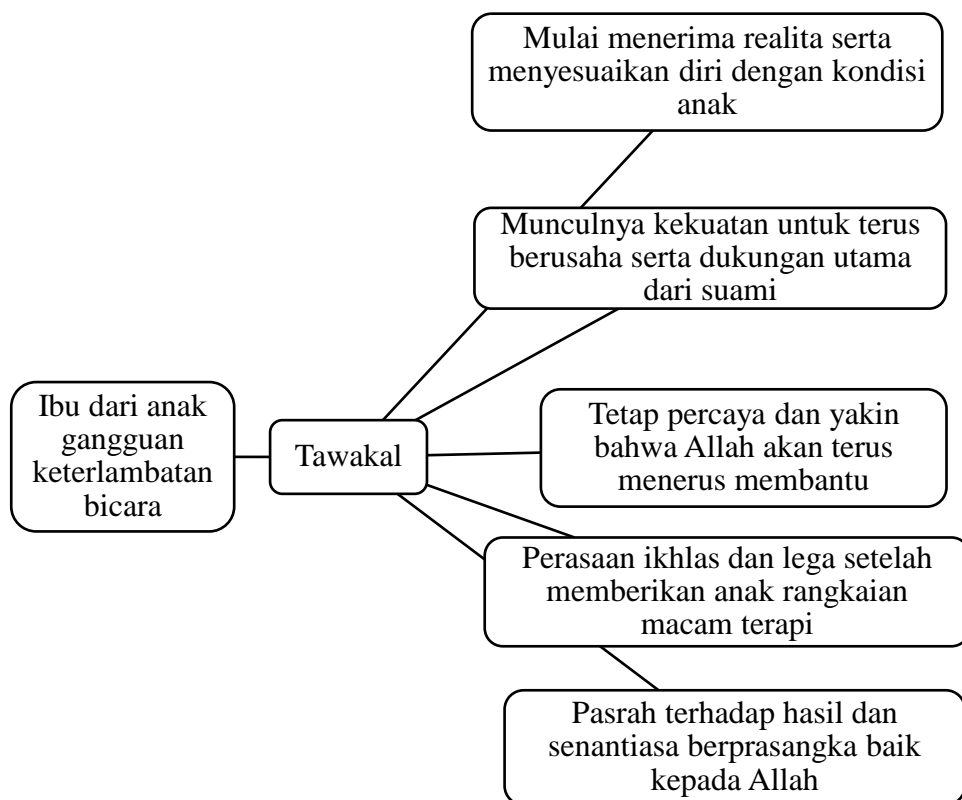 Mulai menerima realita serta
menyesuaikan diri dengan kondisi
anak
Munculnya kekuatan untuk terus
berusaha serta dukungan utama
dari suami
Ibu dari anak
gangguan
keterlambatan
bicara
Tawakal
Tetap percaya dan yakin
bahwa Allah akan terus
menerus membantu
Perasaan ikhlas dan lega setelah
memberikan anak rangkaian
macam terapi
Pasrah terhadap hasil dan
senantiasa berprasangka baik
kepada Allah